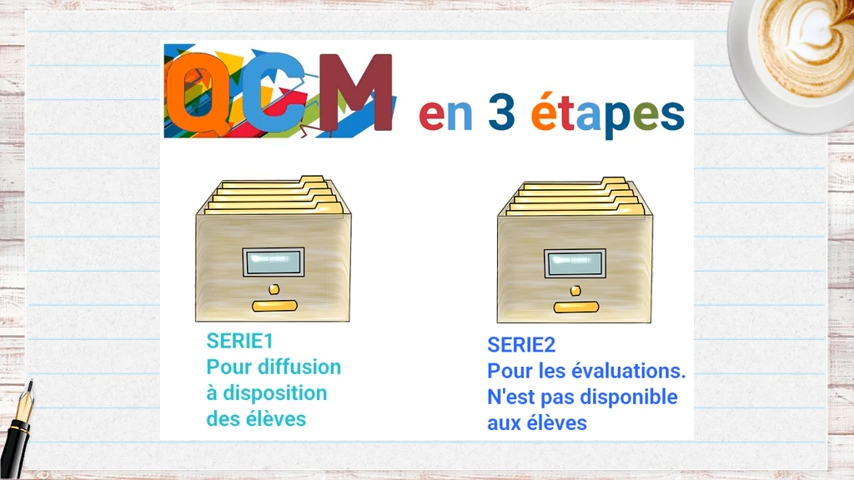 QCM en 3 étapes
SERIE1
Pour diffusion
à disposition
des élèves
SERIE2
Pour les évaluations.
N'est pas disponible
aux élèves